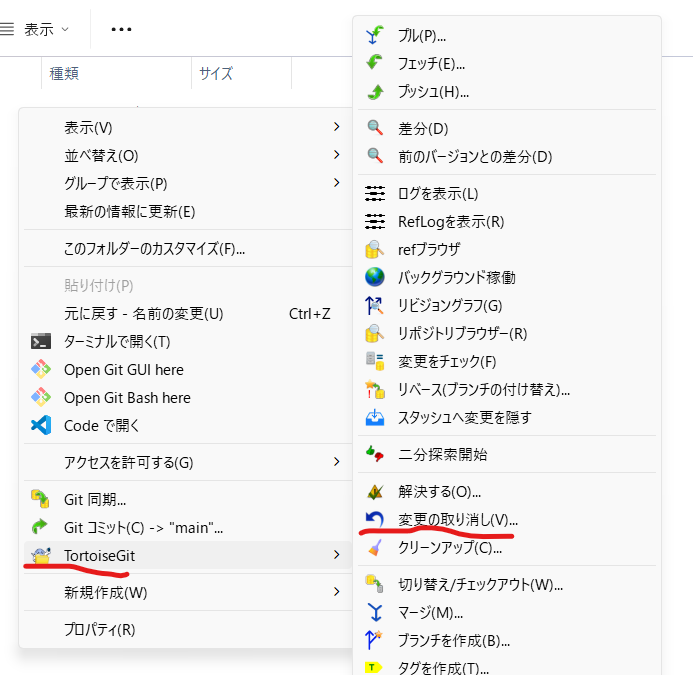 表示
•••
種類
サイズ
表示(V)
並べ替え(O)
グループで表示(P)
最新の情報に更新(E)
このフォルダーのカスタマイズ(F)...
貼り付け(P)
元に戻す - 名前の変更(U) Ctrl+Z
ターミナルで開く(T)
Open Git GUI here
Open Git Bash here
Code で開く
アクセスを許可する(G)
Git 同期...
Git コミット(C) -> "main"...
TortoiseGit
新規作成(W)
プロパティ(R)
プル(P)...
フェッチ(E)...
プッシュ(H)...
差分(D)
前のバージョンとの差分(D)
ログを表示(L)
RefLogを表示(R)
refブラウザ
バックグラウンド稼働
リビジョングラフ(G)
リポジトリブラウザー(R)
変更をチェック(F)
リベース(ブランチの付け替え)...
スタッシュへ変更を隠す
二分探索開始
解決する(O)...
変更の取り消し(V)...
クリーンアップ(C)...
切り替え/チェックアウト(W)...
マージ(M)...
ブランチを作成(B)...
タグを作成(T)...